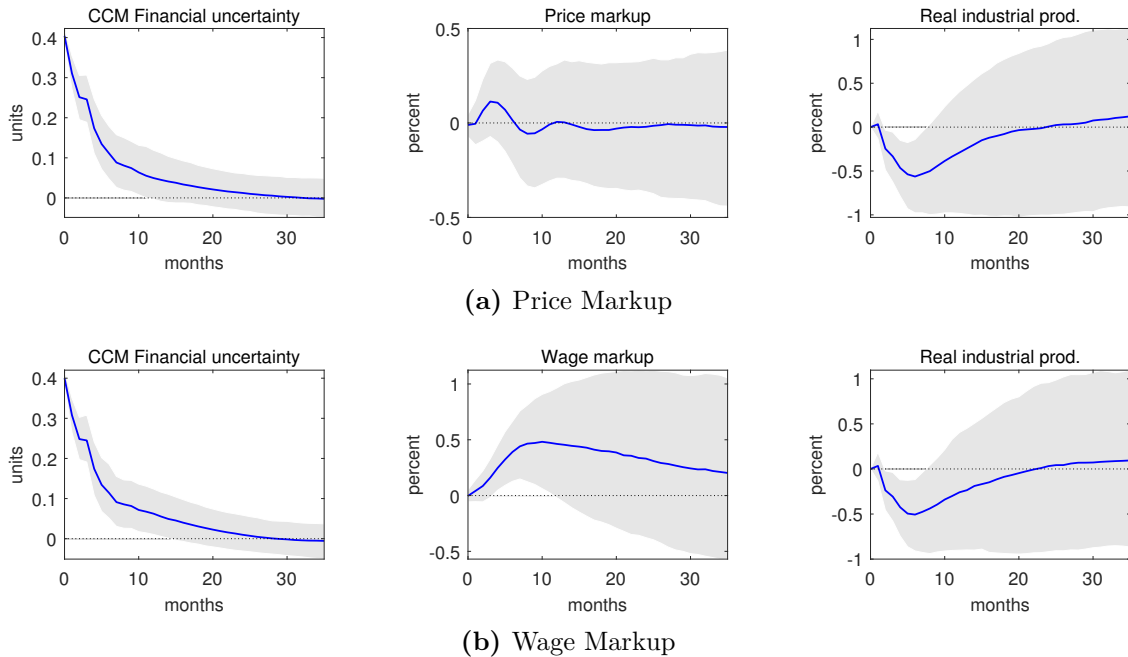 CCM Financial uncertainty
Price markup
Real industrial prod.
0.4
0.3
0.2
0.1
0
units
0
10
20
30
months
0.5
0
-0.5
percent
0
10
20
30
months
1
0.5
0
-0.5
-1
percent
0
10
20
30
months
(a) Price Markup
CCM Financial uncertainty
Wage markup
Real industrial prod.
0.4
0.3
0.2
0.1
0
units
0
10
20
30
months
1
0.5
0
-0.5
percent
0
10
20
30
months
1
0.5
0
-0.5
-1
percent
0
10
20
30
months
(b) Wage Markup